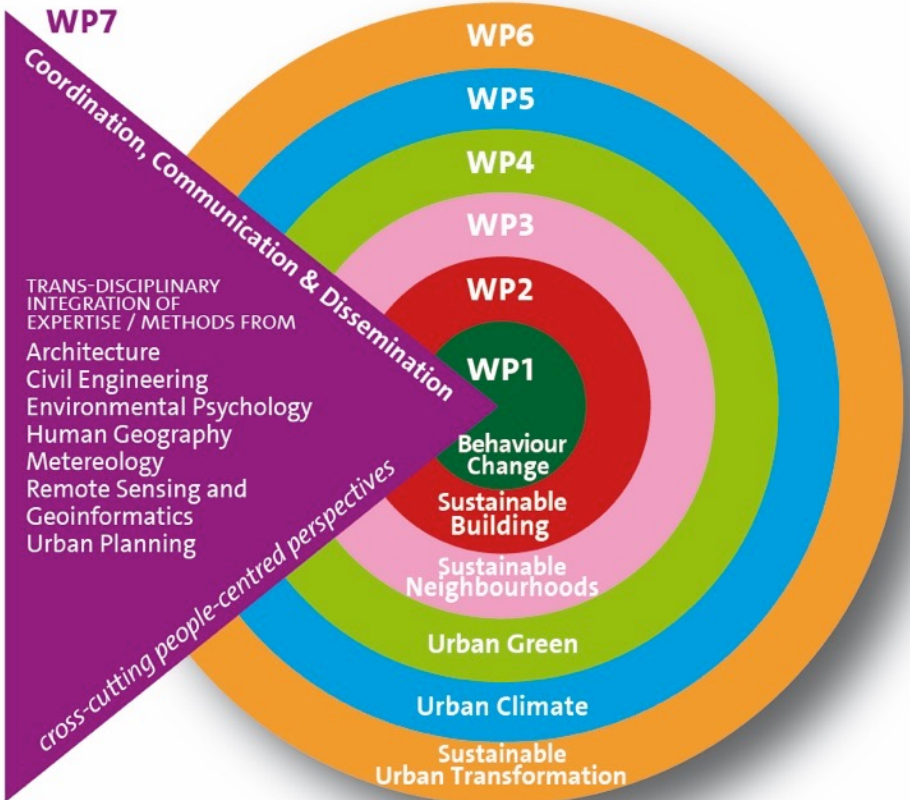 WP7
Coordination, Communication & Dissemination
TRANS-DISCIPLINARY
INTEGRATION OF
EXPERTISE / METHODS FROM
Architecture
Civil Engineering
Environmental Psychology
Human Geography
Metereology
Remote Sensing and
Geoinformatics
Urban Planning
cross-cutting people-centred perspectives
WP6
WP5
WP4
WP3
WP2
WP1
Behaviour
Change
Sustainable
Building
Sustainable
Neighbourhoods
Urban Green
Urban Climate
Sustainable
Urban Transformation